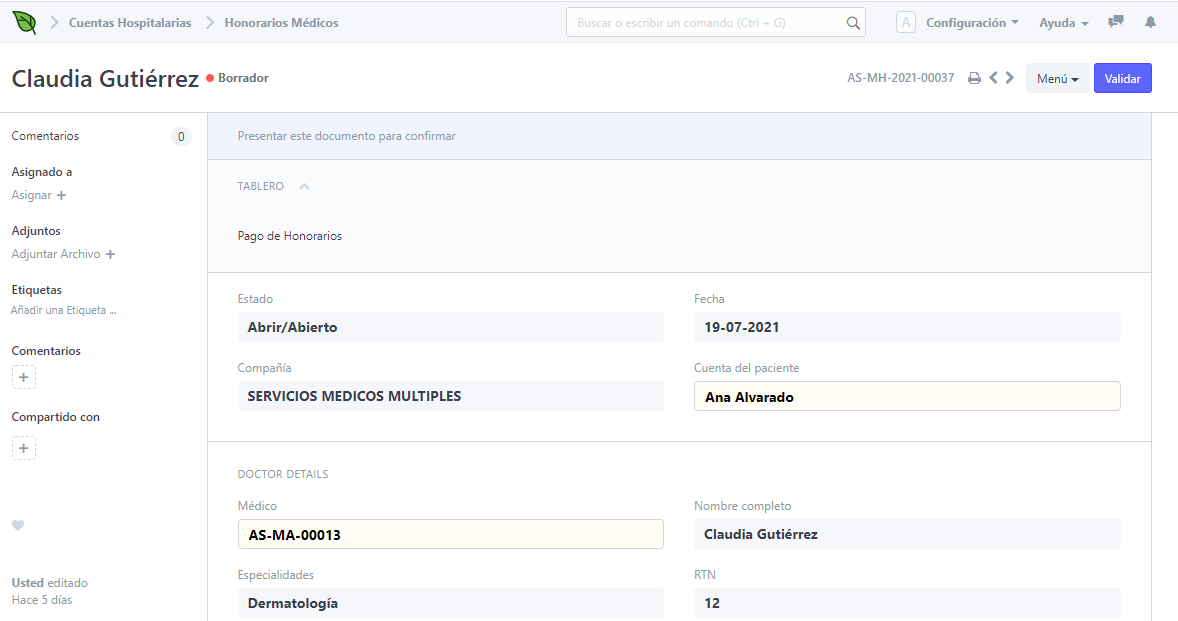 Cuentas Hospitalarias Honorarios Médicos Buscar o escribir un comando (Ctrl + G) A Configuración Ayuda
Claudia Gutiérrez Borrador AS-MH-2021-00037 Menú Validar
Comentarios 0
Asignado a
Asignar +
Adjuntos
Adjuntar Archivo +
Etiquetas
Añadir una Etiqueta ...
Comentarios
+
Compartido con
+
Usted editado
Hace 5 días
Presentar este documento para confirmar
TABLERO
Pago de Honorarios
Estado Fecha
Abrir/Abierto 19-07-2021
Compañía Cuenta del paciente
SERVICIOS MEDICOS MULTIPLES Ana Alvarado
DOCTOR DETAILS
Médico Nombre completo
AS-MA-00013 Claudia Gutiérrez
Especialidades RTN
Dermatología 12